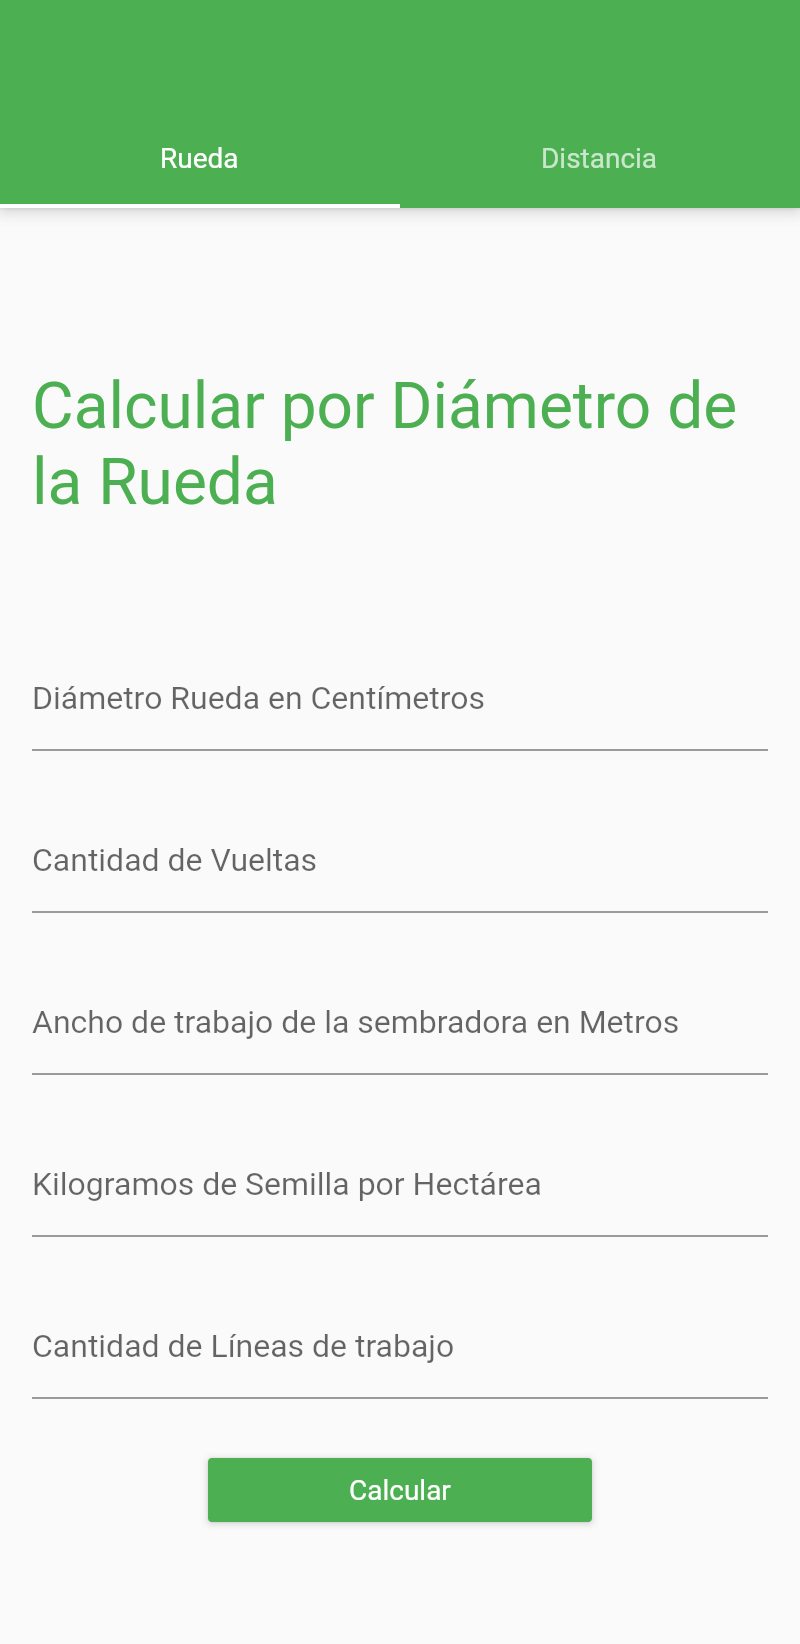 Rueda
Distancia
Calcular por Diámetro de
la Rueda
Diámetro Rueda en Centímetros
Cantidad de Vueltas
Ancho de trabajo de la sembradora en Metros
Kilogramos de Semilla por Hectárea
Cantidad de Líneas de trabajo
Calcular